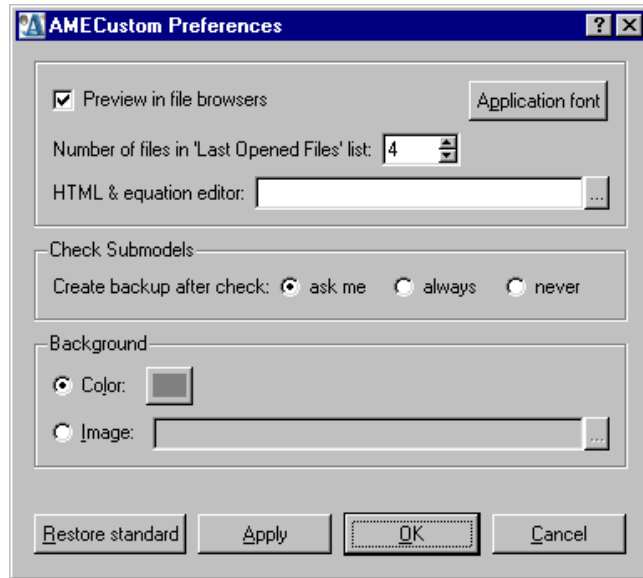 AMECustom Preferences
Preview in file browsers
Application font
Number of files in 'Last Opened Files' list: 4
HTML & equation editor: ...
Check Submodels
Create backup after check: ask me always never
Background
Color:
Image: ...
Restore standard Apply OK Cancel